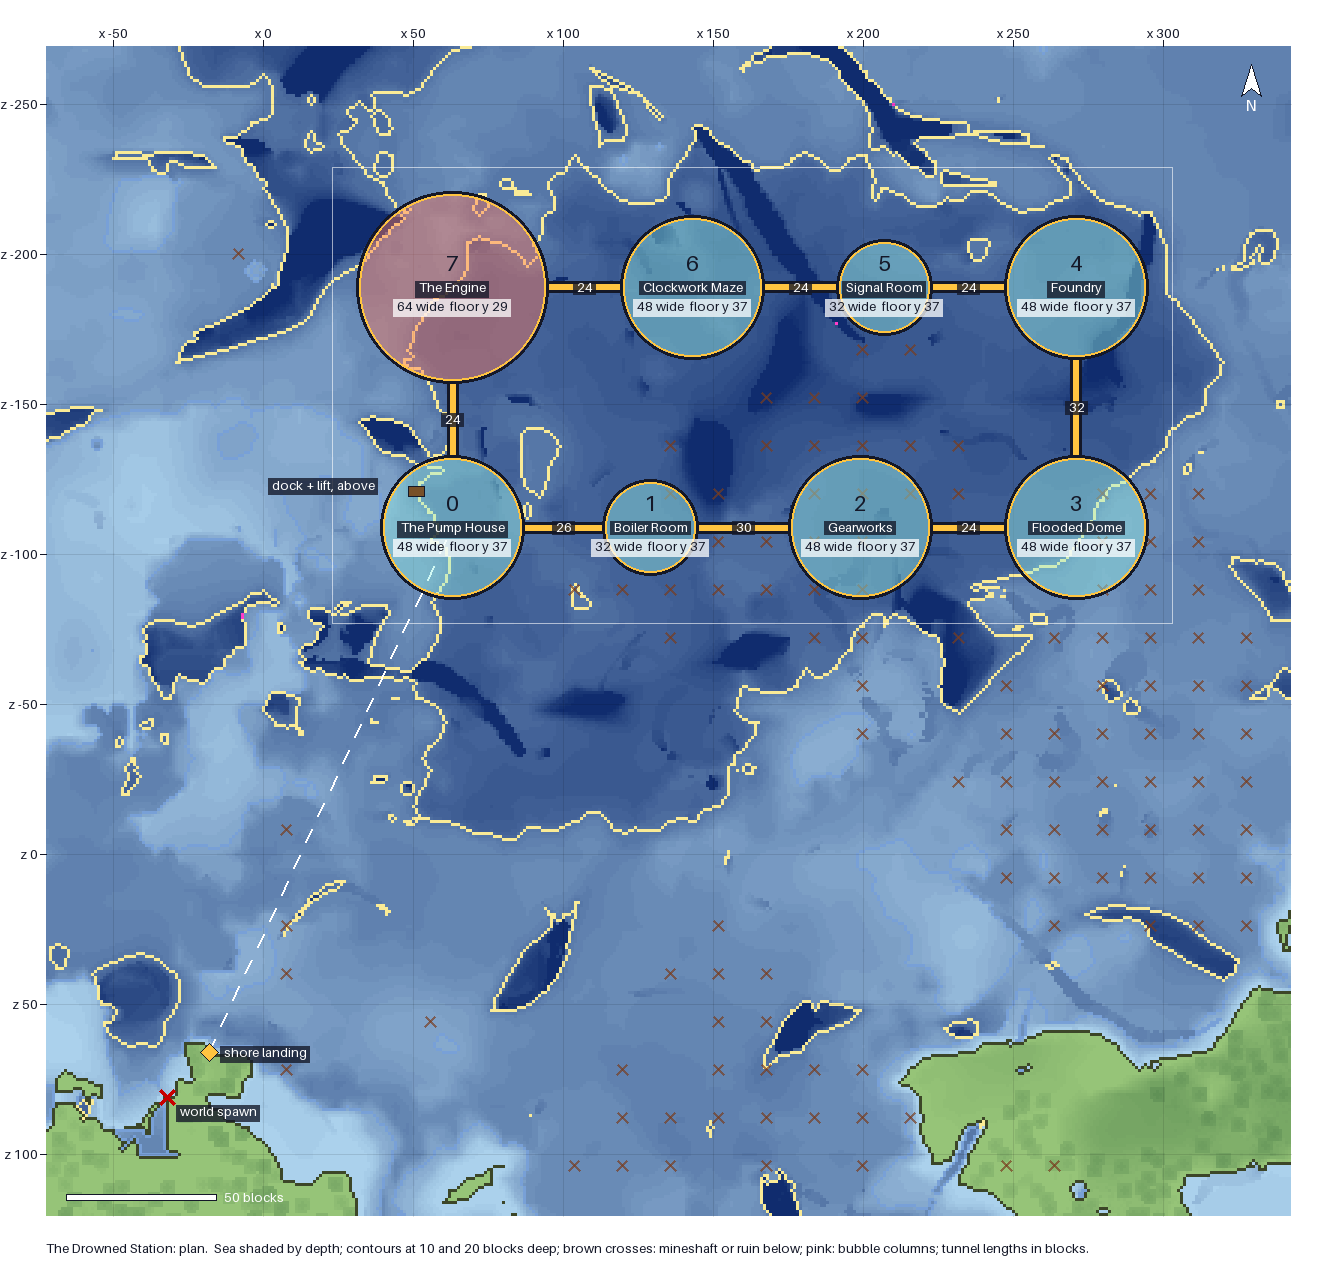 x -50
x 0
x 50
x 100
x 150
x 200
x 250
x 300
z -250
N
z -200
7
The Engine
64 wide floor y 29
24
6
Clockwork Maze
48 wide floor y 37
24
5
Signal Room
32 wide floor y 37
24
4
Foundry
48 wide floor y 37
z -150
24
32
dock + lift, above
z -100
0
The Pump House
48 wide floor y 37
26
1
Boiler Room
32 wide floor y 37
30
2
Gearworks
48 wide floor y 37
24
3
Flooded Dome
48 wide floor y 37
z -50
z 0
z 50
shore landing
world spawn
z 100
50 blocks
The Drowned Station: plan. Sea shaded by depth; contours at 10 and 20 blocks deep; brown crosses: mineshaft or ruin below; pink: bubble columns; tunnel lengths in blocks.